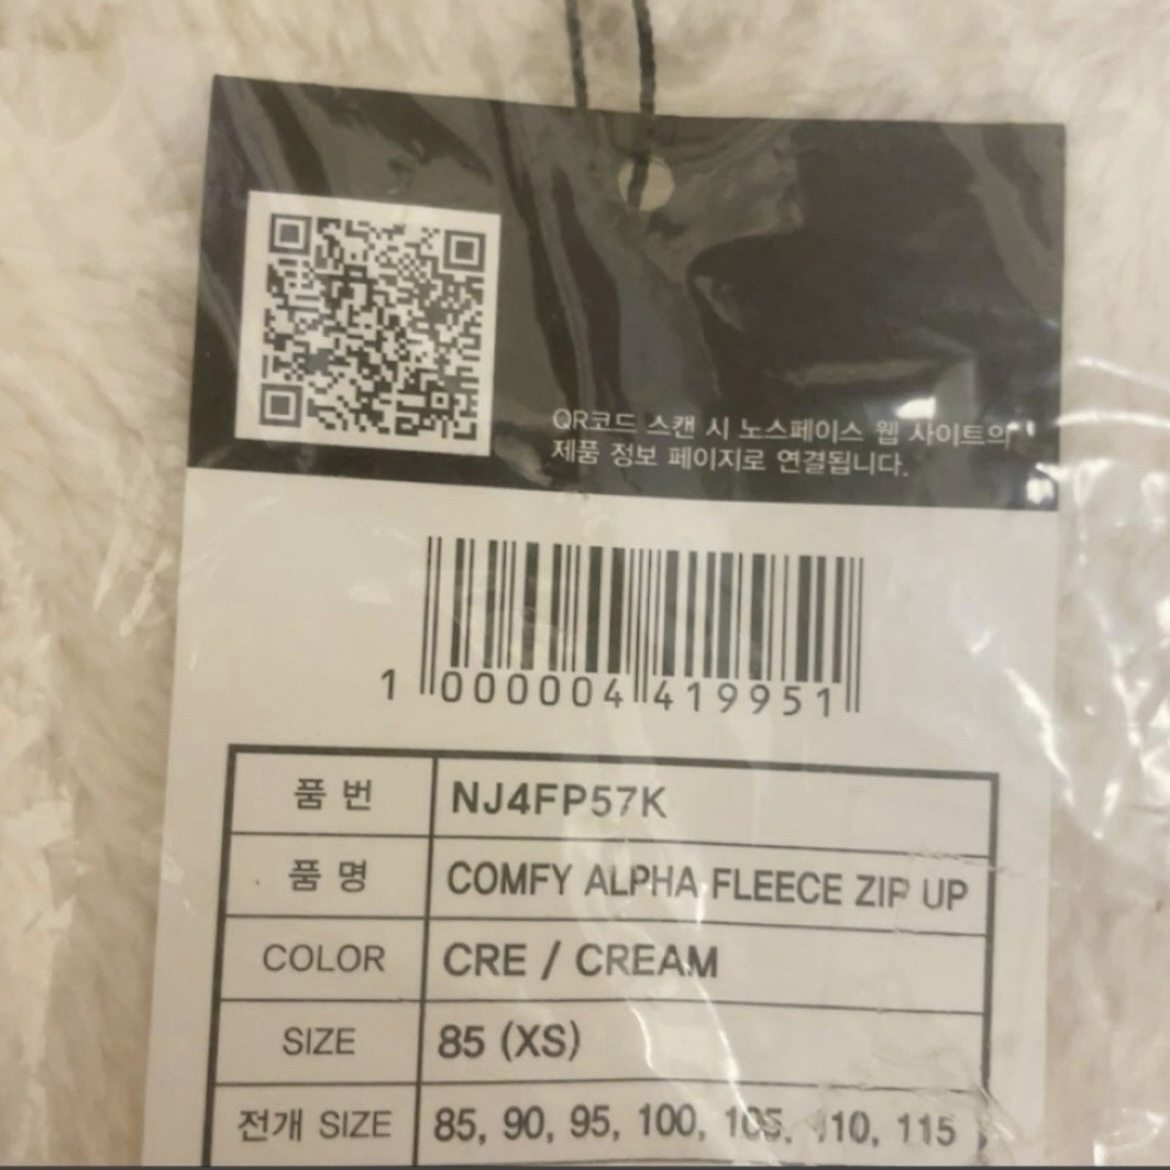 QR코드 스캔 시 노스페이스 웹 사이트의
제품 정보 페이지로 연결됩니다.
1 000004 419951
품 번 NJ4FP57K
품 명 COMFY ALPHA FLEECE ZIP UP
COLOR CRE / CREAM
SIZE 85 (XS)
전개 SIZE 85, 90, 95, 100, 105, 110, 115